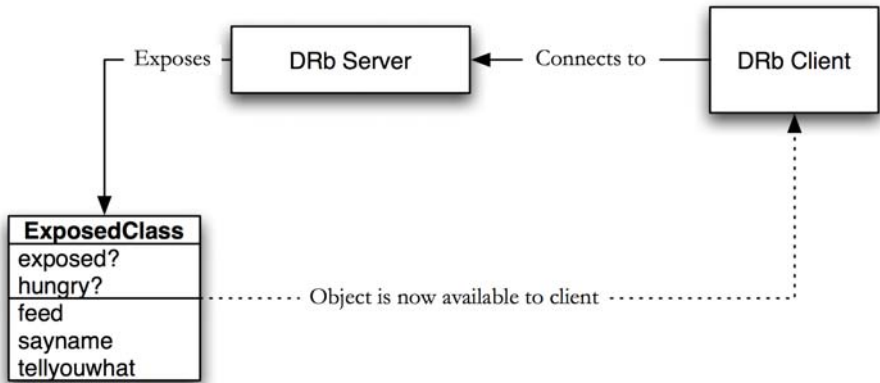 Exposes
DRb Server
Connects to
DRb Client
ExposedClass
exposed?
hungry?
feed
sayname
tellyouwhat
Object is now available to client